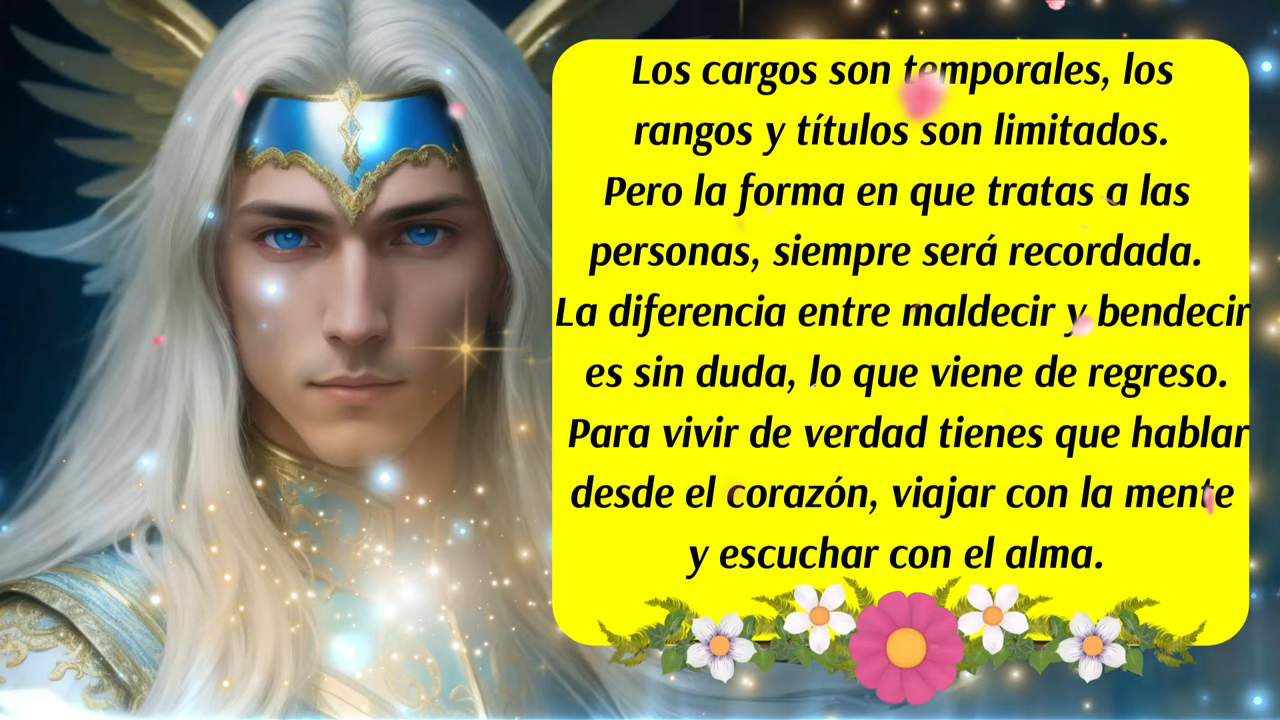 Los cargos son temporales, los
rangos y títulos son limitados.
Pero la forma en que tratas a las
personas, siempre será recordada.
La diferencia entre maldecir y bendecir
es sin duda, lo que viene de regreso.
Para vivir de verdad tienes que hablar
desde el corazón, viajar con la mente
y escuchar con el alma.